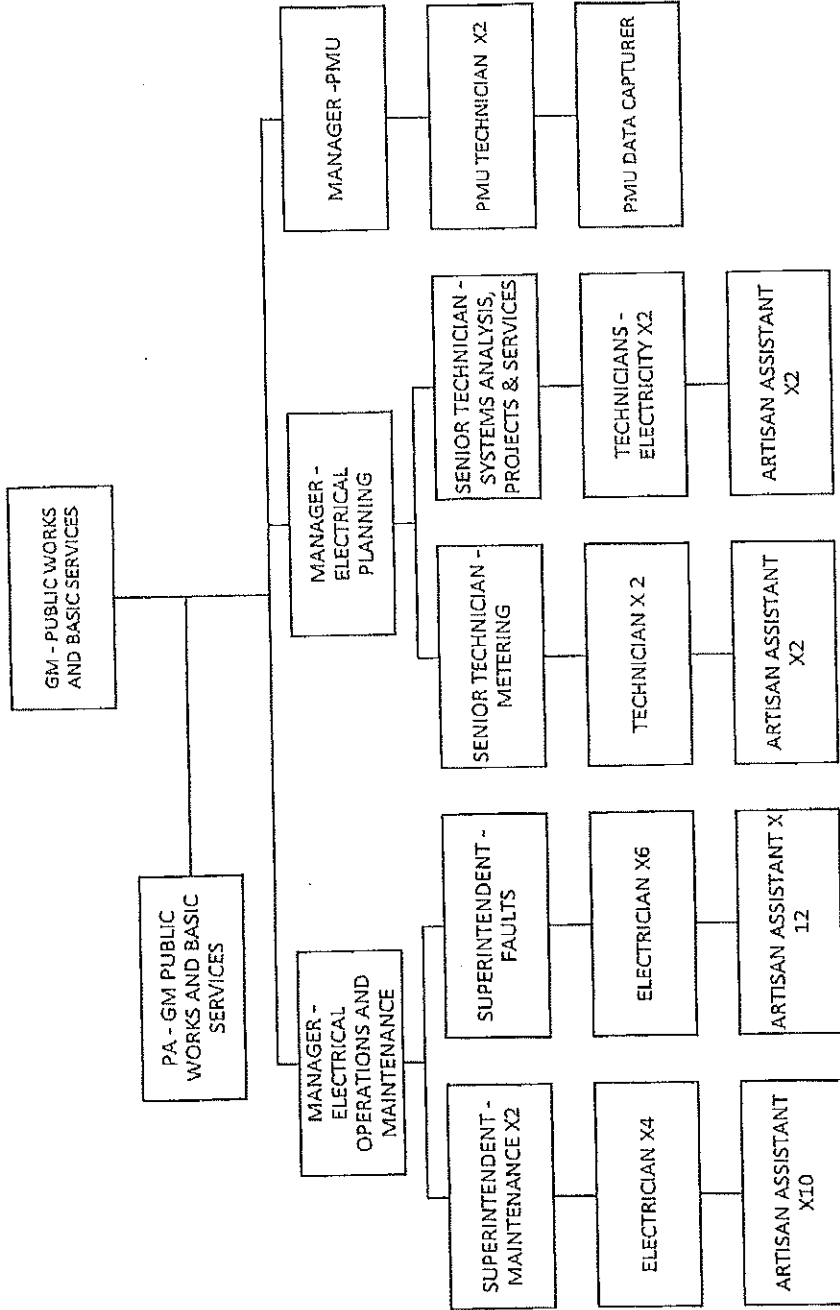 GM - PUBLIC WORKS
AND BASIC SERVICES
PA - GM PUBLIC
WORKS AND BASIC
SERVICES
MANAGER -
ELECTRICAL
OPERATIONS AND
MAINTENANCE
MANAGER -
ELECTRICAL
PLANNING
MANAGER -PMU
SUPERINTENDENT -
MAINTENANCE X2
SUPERINTENDENT -
FAULTS
SENIOR TECHNICIAN -
METERING
SENIOR TECHNICIAN -
SYSTEMS ANALYSIS,
PROJECTS & SERVICES
PMU TECHNICIAN X2
ELECTRICIAN X4
ELECTRICIAN X6
TECHNICIAN X 2
TECHNICIANS -
ELECTRICITY X2
PMU DATA CAPTURER
ARTISAN ASSISTANT
X10
ARTISAN ASSISTANT X
12
ARTISAN ASSISTANT
X2
ARTISAN ASSISTANT
X2